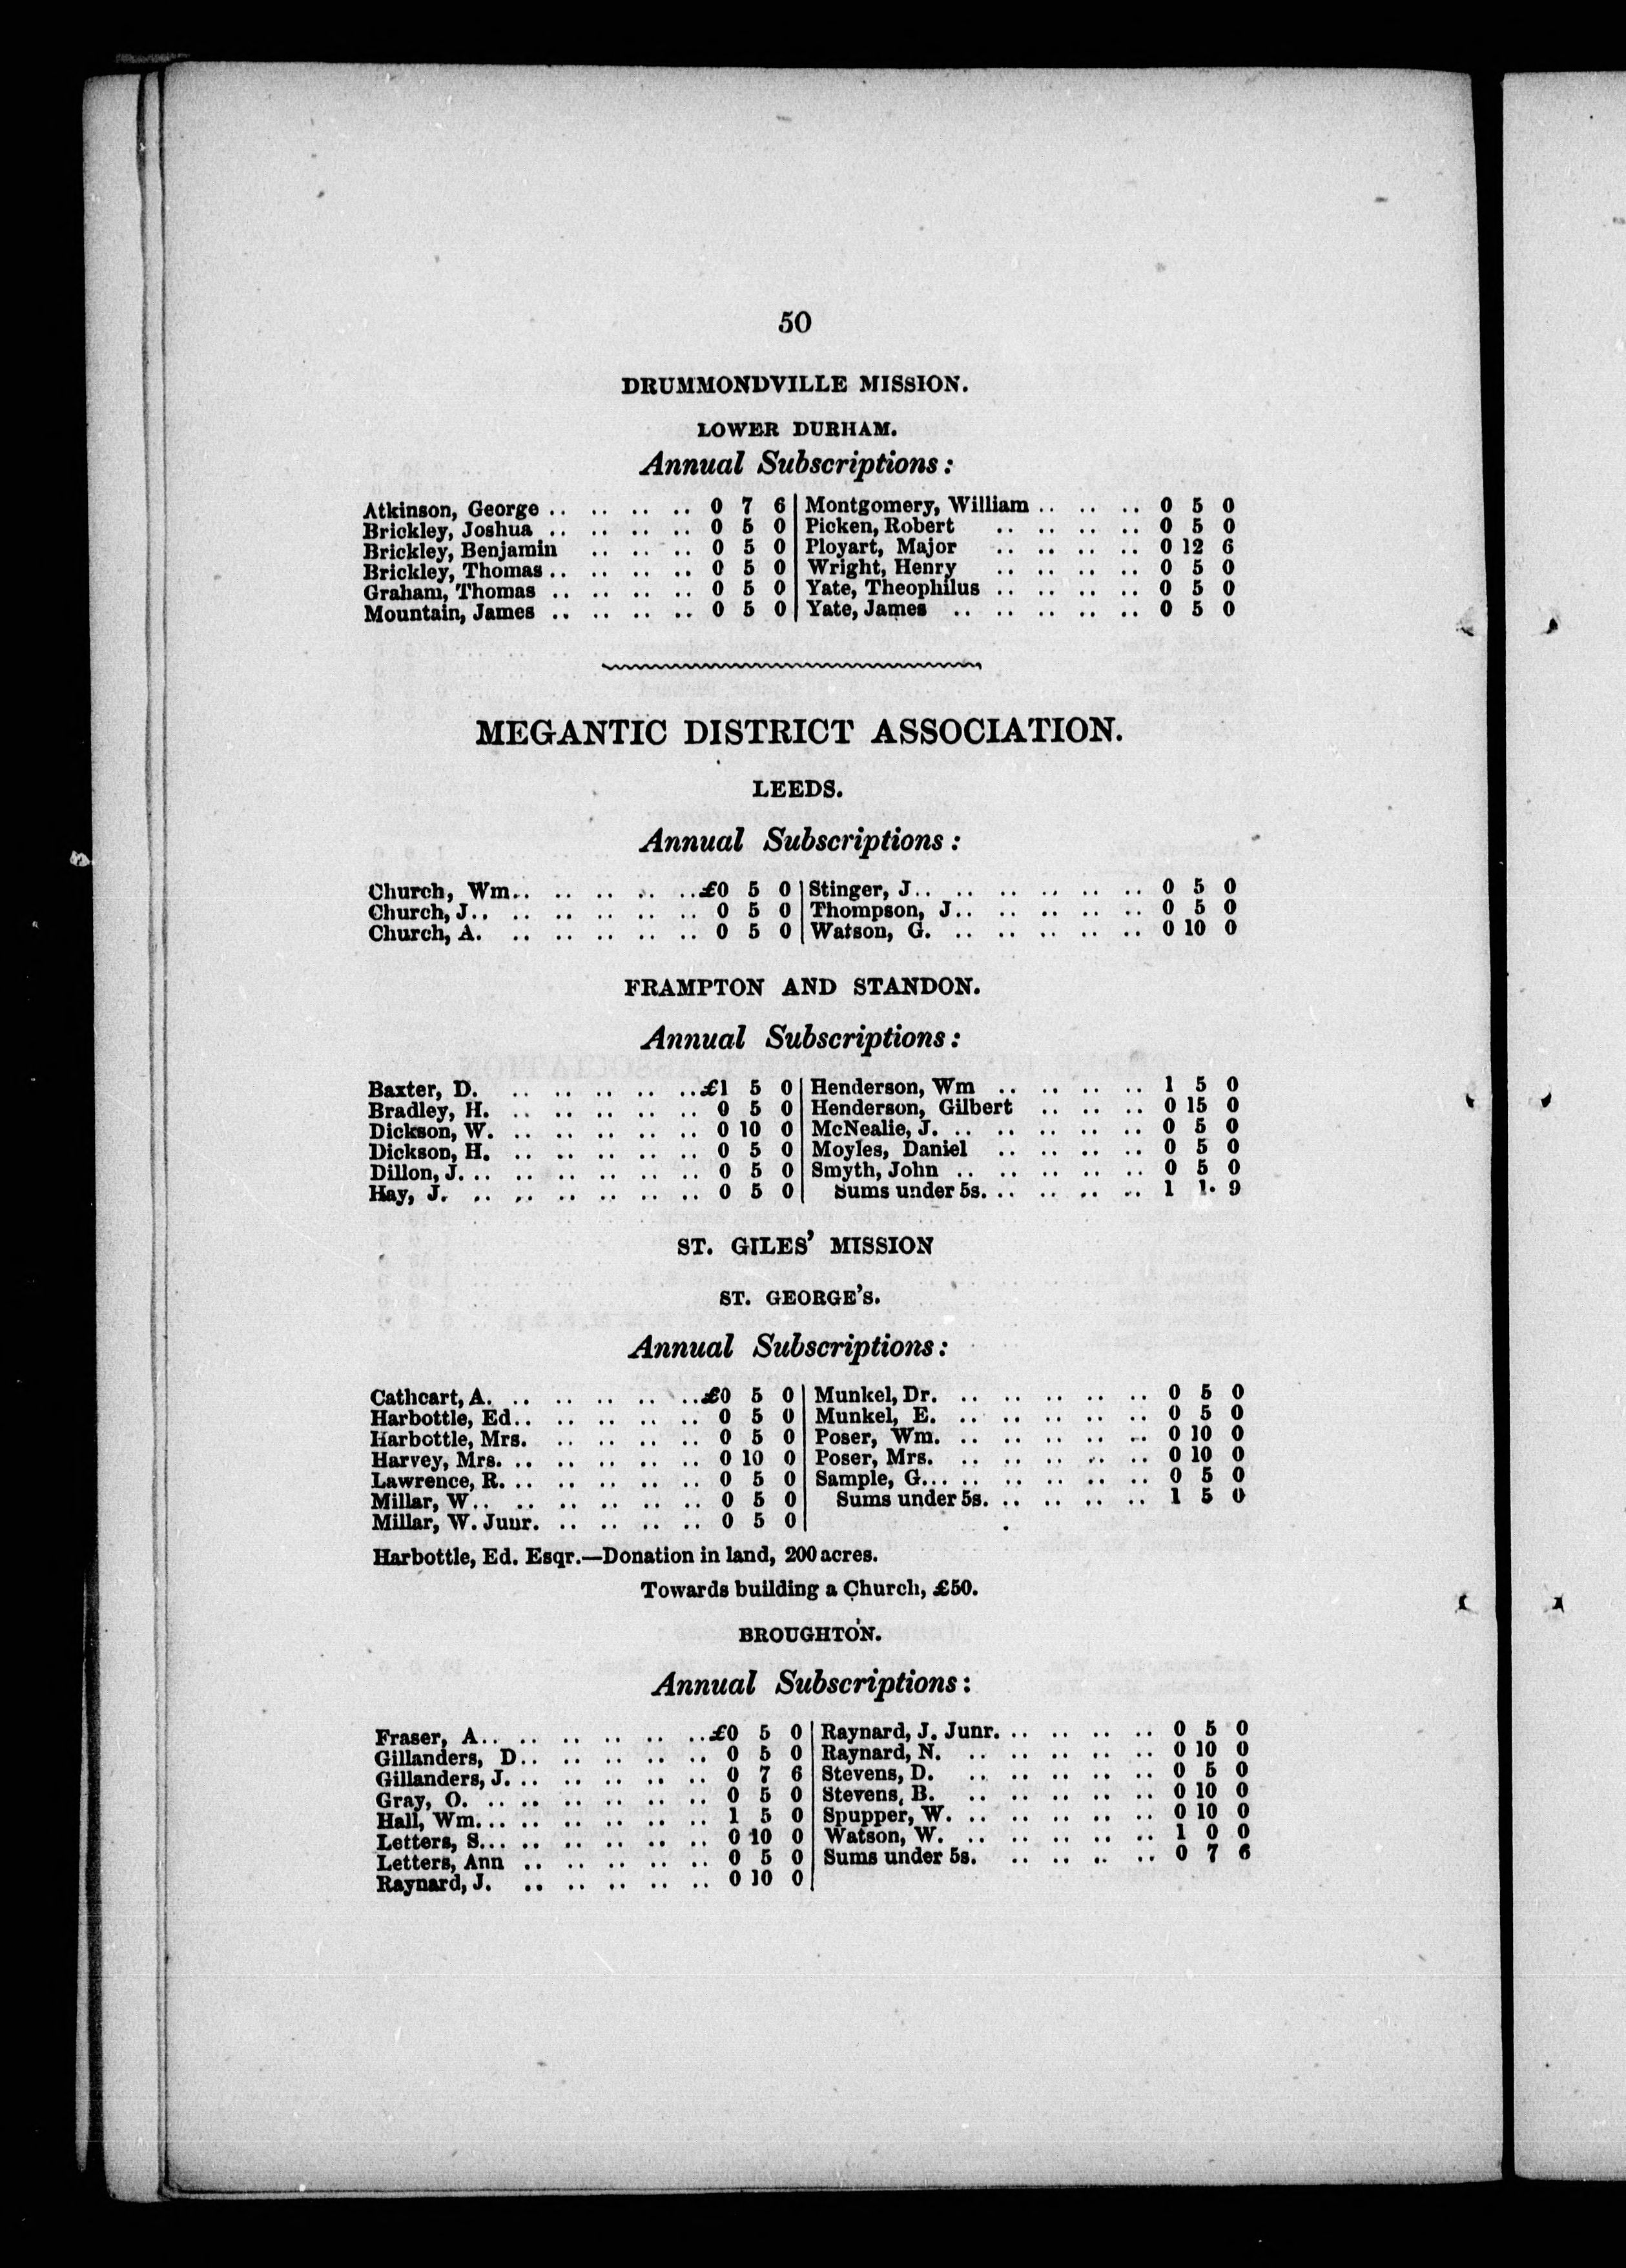 50
DRUMMONDVILLE MISSION.
LOWER DURHAM.
Annual Subscriptions:
Atkinson, George .. .. .. .. 0 7 6
Brickley, Joshua .. .. .. .. 0 5 0
Brickley, Benjamin .. .. .. 0 5 0
Brickley, Thomas .. .. .. .. 0 5 0
Graham, Thomas .. .. .. .. 0 5 0
Mountain, James .. .. .. .. 0 5 0
Montgomery, William .. .. .. 0 5 0
Picken, Robert .. .. .. .. 0 5 0
Ployart, Major .. .. .. .. 0 12 6
Wright, Henry .. .. .. .. 0 5 0
Yate, Theophilus .. .. .. .. 0 5 0
Yate, James .. .. .. .. .. 0 5 0
MEGANTIC DISTRICT ASSOCIATION.
LEEDS.
Annual Subscriptions:
Church, Wm.. .. .. .. .. £0 5 0
Church, J.. .. .. .. .. .. 0 5 0
Church, A. .. .. .. .. .. 0 5 0
Stinger, J.. .. .. .. .. .. 0 5 0
Thompson, J.. .. .. .. .. 0 5 0
Watson, G. .. .. .. .. .. 0 10 0
FRAMPTON AND STANDON.
Annual Subscriptions:
Baxter, D. .. .. .. .. .. £1 5 0
Bradley, H. .. .. .. .. .. 0 5 0
Dickson, W. .. .. .. .. .. 0 10 0
Dickson, H. .. .. .. .. .. 0 5 0
Dillon, J. .. .. .. .. .. .. 0 5 0
Hay, J. .. .. .. .. .. .. 0 5 0
Henderson, Wm .. .. .. .. 1 5 0
Henderson, Gilbert .. .. .. 0 15 0
McNealie, J. .. .. .. .. .. 0 5 0
Moyles, Daniel .. .. .. .. 0 5 0
Smyth, John .. .. .. .. .. 0 5 0
Sums under 5s. .. .. .. .. 1 1 9
ST. GILES' MISSION
ST. GEORGE'S.
Annual Subscriptions:
Cathcart, A. .. .. .. .. .. £0 5 0
Harbottle, Ed.. .. .. .. .. 0 5 0
Harbottle, Mrs. .. .. .. .. 0 5 0
Harvey, Mrs. .. .. .. .. .. 0 10 0
Lawrence, R. .. .. .. .. .. 0 5 0
Millar, W.. .. .. .. .. .. 0 5 0
Millar, W. Junr. .. .. .. .. 0 5 0
Munkel, Dr. .. .. .. .. .. 0 5 0
Munkel, E. .. .. .. .. .. 0 5 0
Poser, Wm. .. .. .. .. .. 0 10 0
Poser, Mrs. .. .. .. .. .. 0 10 0
Sample, G... .. .. .. .. .. 0 5 0
Sums under 5s. .. .. .. .. 1 5 0
Harbottle, Ed. Esqr.—Donation in land, 200 acres.
Towards building a Church, £50.
BROUGHTON.
Annual Subscriptions:
Fraser, A.. .. .. .. .. .. £0 5 0
Gillanders, D.. .. .. .. .. 0 5 0
Gillanders, J. .. .. .. .. .. 0 7 6
Gray, O. .. .. .. .. .. .. 0 5 0
Hall, Wm... .. .. .. .. .. 1 5 0
Letters, S... .. .. .. .. .. 0 10 0
Letters, Ann .. .. .. .. .. 0 5 0
Raynard, J. .. .. .. .. .. 0 10 0
Raynard, J. Junr. .. .. .. .. 0 5 0
Raynard, N. .. .. .. .. .. 0 10 0
Stevens, D. .. .. .. .. .. 0 5 0
Stevens, B. .. .. .. .. .. 0 10 0
Spupper, W. .. .. .. .. .. 0 10 0
Watson, W. .. .. .. .. .. 1 0 0
Sums under 5s. .. .. .. .. 0 7 6